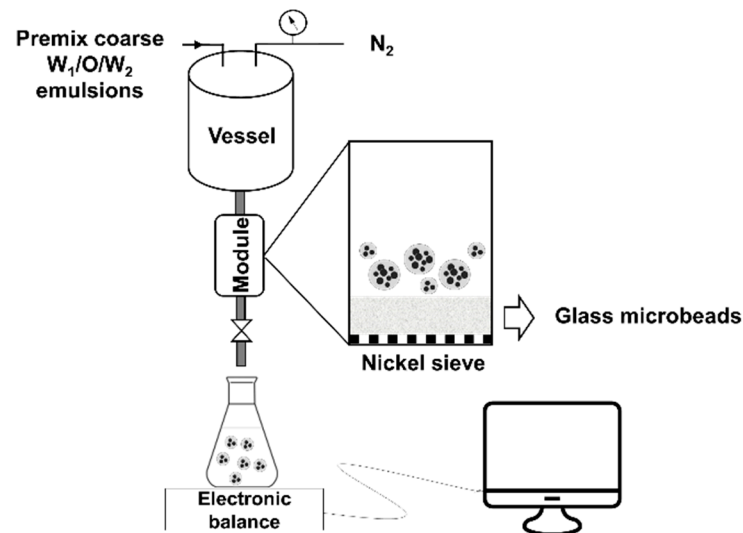 Premix coarse
W₁/O/W₂
emulsions
N₂
Vessel
Module
Glass microbeads
Nickel sieve
Electronic
balance